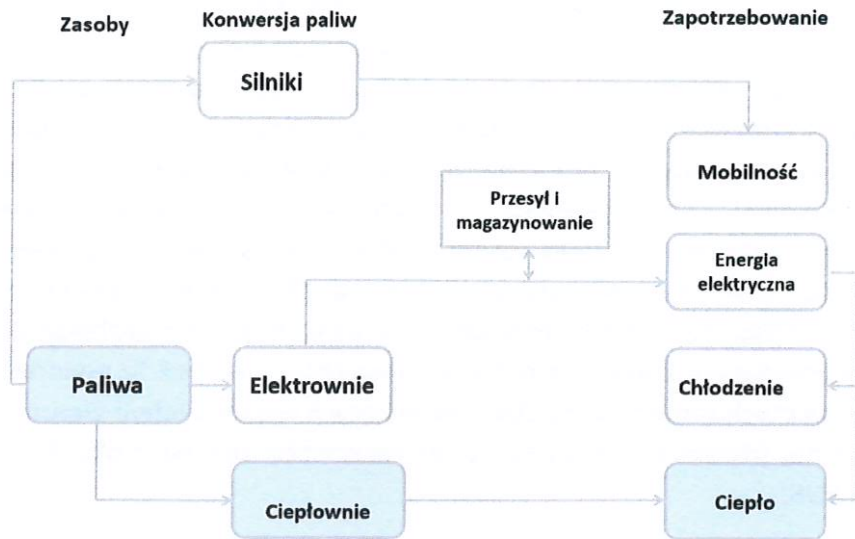 Zasoby
Konwersja paliw
Zapotrzebowanie
Silniki
Mobilność
Przesył i
magazynowanie
Energia
elektryczna
Paliwa
Elektrownie
Chłodzenie
Ciepłownie
Ciepło